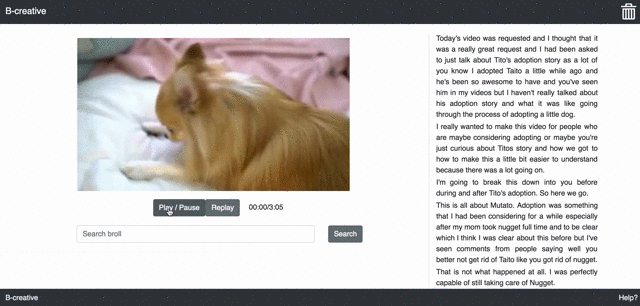 B-creative
Today's video was requested and I thought that it
was a really great request and I had been asked
to just talk about Tito's adoption story as a lot of
you know I adopted Taito a little while ago and
he's been so awesome to have and you've seen
him in my videos but I haven't really talked about
his adoption story and what it was like going
through the process of adopting a little dog.
I really wanted to make this video for people who
are maybe considering adopting or maybe you're
just curious about Titos story and how we got to
how to make this a little bit easier to understand
because there was a lot going on.
I'm going to break this down into you before
during and after Tito's adoption. So here we go.
This is all about Mutato. Adoption was something
that I had been considering for a while especially
after my mom took nugget full time and to be clear
which I think I was clear about this before but I've
seen comments from people saying well you
better not get rid of Taito like you got rid of nugget.
That is not what happened at all. I was perfectly
capable of still taking care of Nugget.
Play / Pause
Replay
00:00/3:05
Search broll
Search
B-creative
Help?